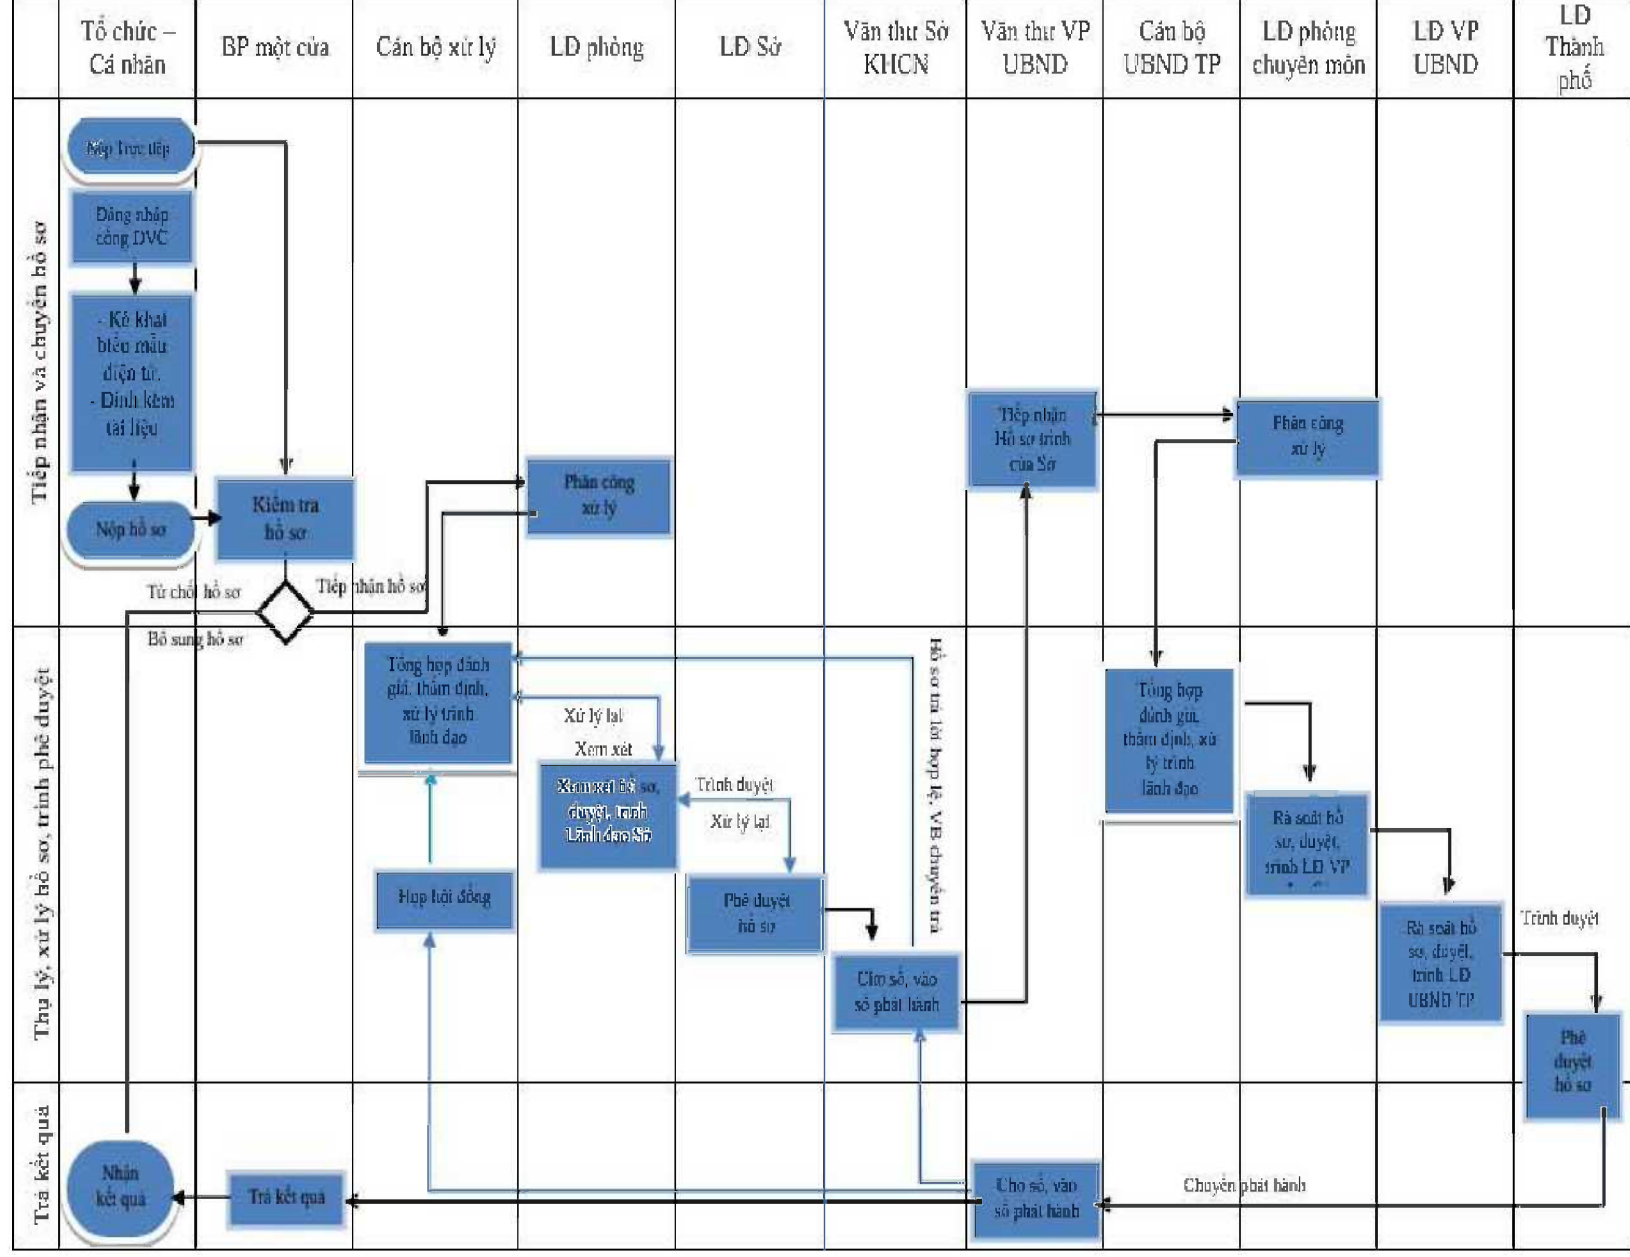 Tổ chức –
Cá nhân
BP một cửa
Cán bộ xử lý
LĐ phòng
LĐ Sở
Văn thư Sở
KHCN
Văn thư VP
UBND
Cán bộ
UBND TP
LĐ phòng
chuyên môn
LĐ VP
UBND
LĐ
Thành
phố
Tiếp nhận và chuyển hồ sơ
Nộp trực tiếp
Đăng nhập
cổng DVC
- Kê khai
biểu mẫu
điện tử.
- Đính kèm
tài liệu
Nộp hồ sơ
Kiểm tra
hồ sơ
Từ chối hồ sơ
Bổ sung hồ sơ
Tiếp nhận hồ sơ
Phân công
xử lý
Tiếp nhận
Hồ sơ trình
của Sở
Phân công
xử lý
Thụ lý, xử lý hồ sơ, trình phê duyệt
Tổng hợp đánh
giá, thẩm định,
xử lý trình
lãnh đạo
Xử lý lại
Xem xét
Xem xét hồ sơ,
duyệt, trình
Lãnh đạo Sở
Trình duyệt
Xử lý lại
Họp hội đồng
Phê duyệt
hồ sơ
Hồ sơ trả lời hợp lệ, VB chuyển trả
Cho số, vào
sổ phát hành
Tổng hợp
đánh giá,
thẩm định, xử
lý trình
lãnh đạo
Rà soát hồ
sơ, duyệt,
trình LĐ VP
Rà soát hồ
sơ, duyệt,
trình LĐ
UBND TP
Trình duyệt
Phê
duyệt
hồ sơ
Trả kết quả
Nhận
kết quả
Trả kết quả
Cho số, vào
sổ phát hành
Chuyển phát hành